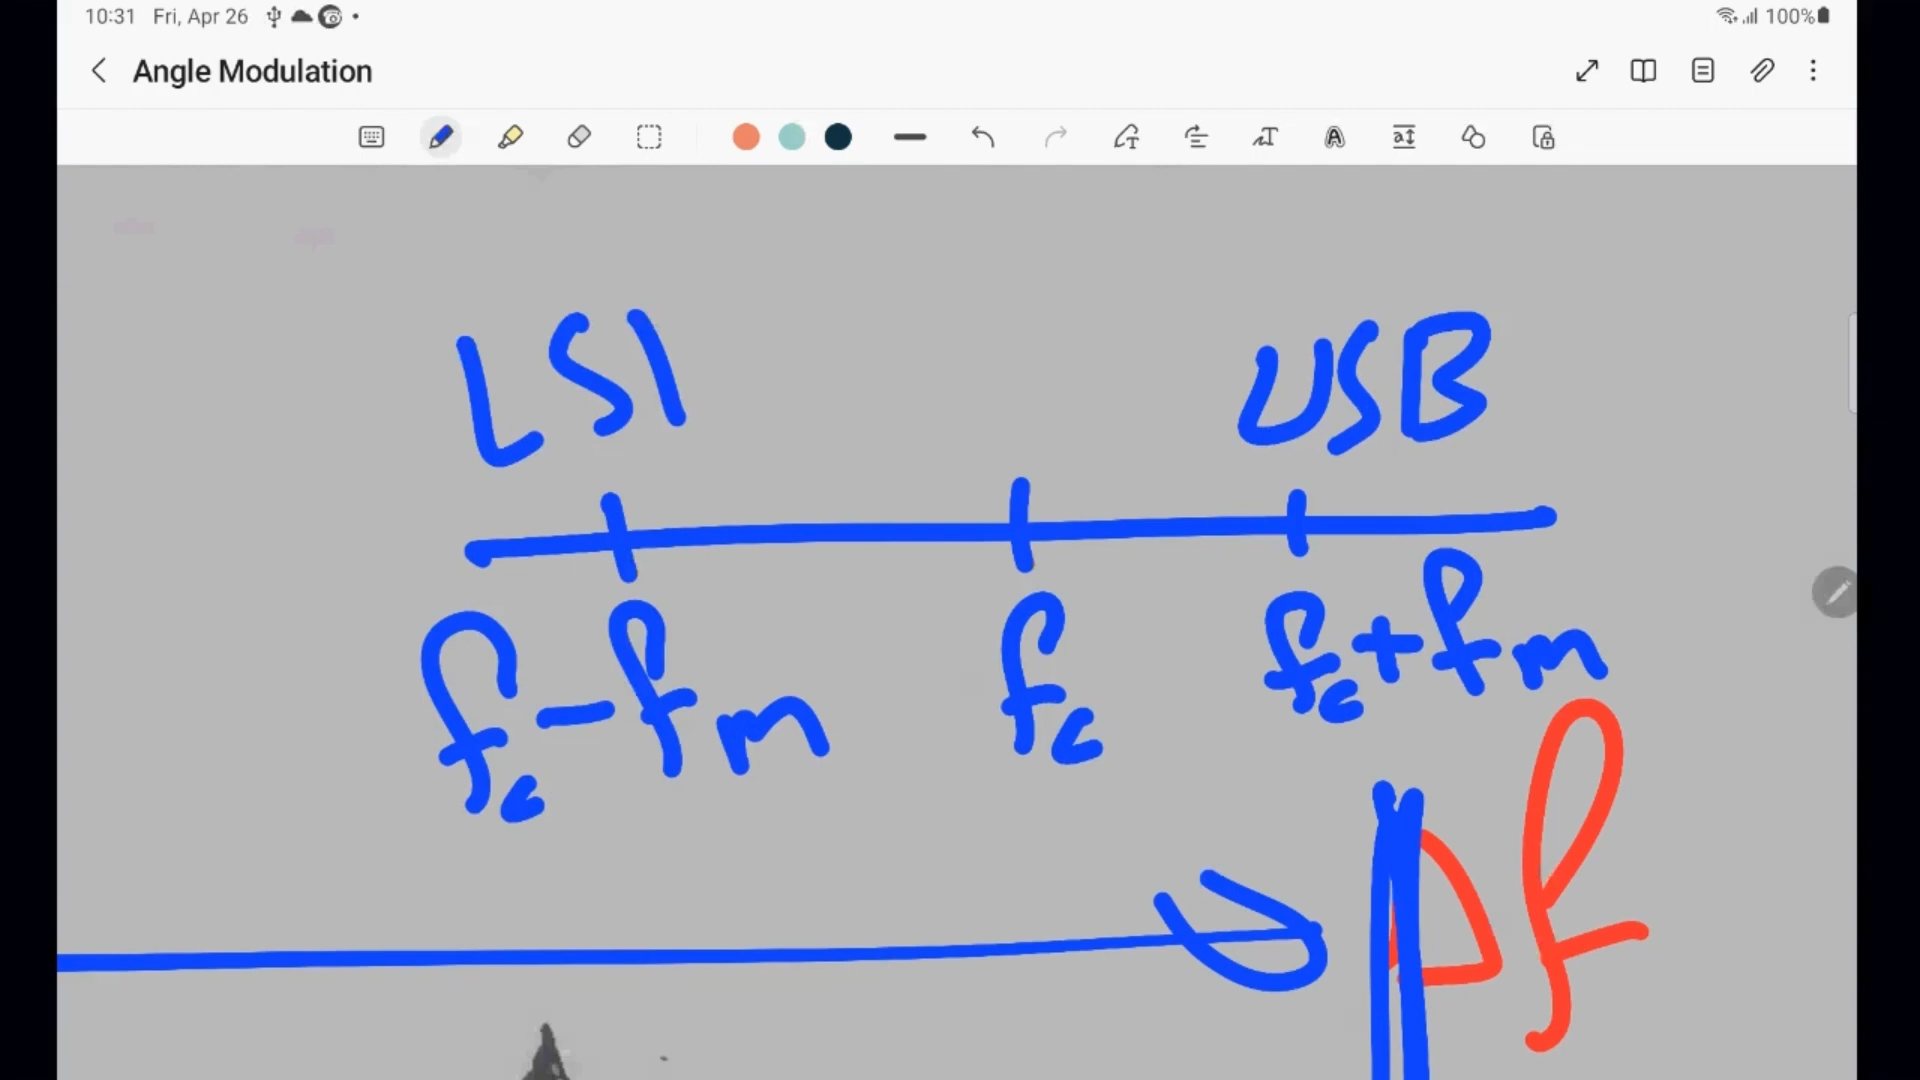 10:31 Fri, Apr 26 100%
Angle Modulation
LSI USB
fc-fm fc fc+fm
Δf